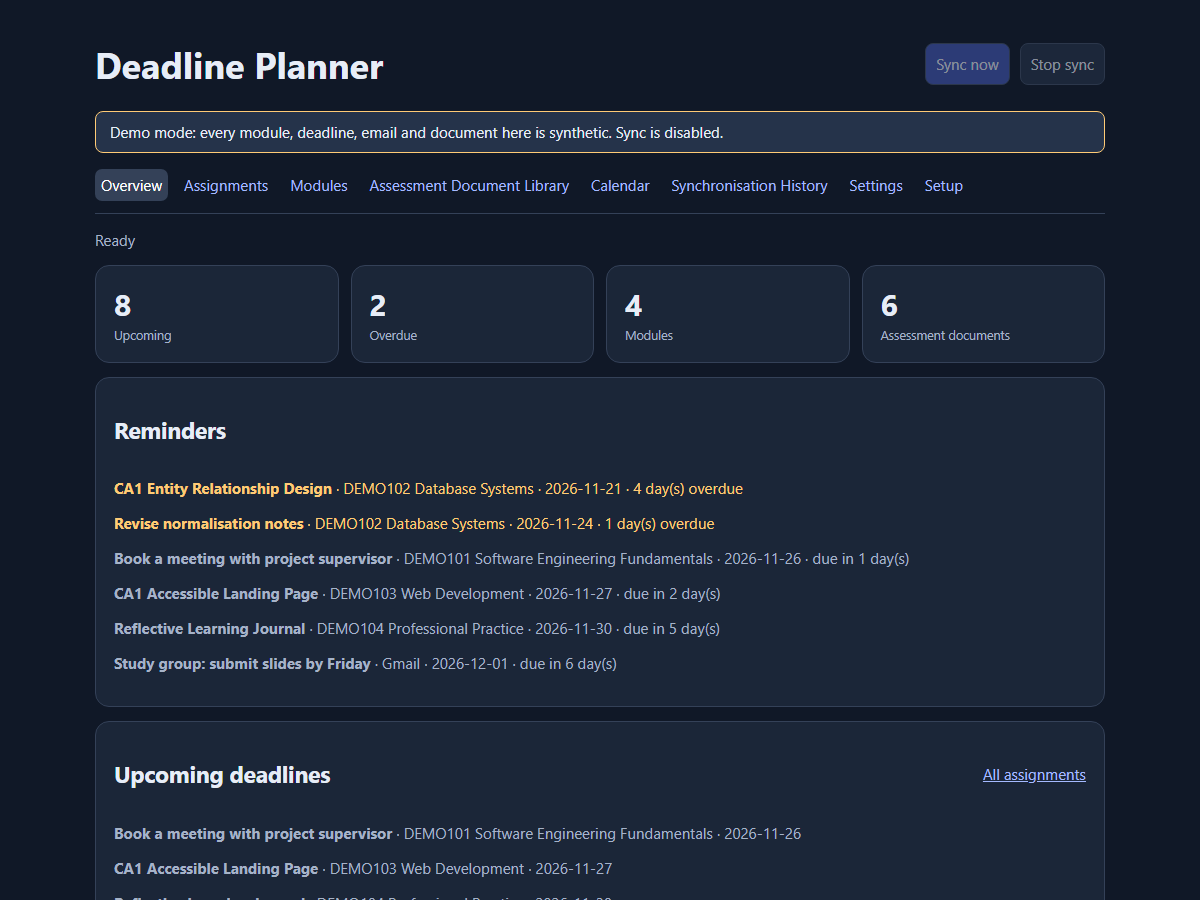 Deadline Planner
Sync now
Stop sync
Demo mode: every module, deadline, email and document here is synthetic. Sync is disabled.
Overview
Assignments
Modules
Assessment Document Library
Calendar
Synchronisation History
Settings
Setup
Ready
8
Upcoming
2
Overdue
4
Modules
6
Assessment documents
Reminders
CA1 Entity Relationship Design · DEMO102 Database Systems · 2026-11-21 · 4 day(s) overdue
Revise normalisation notes · DEMO102 Database Systems · 2026-11-24 · 1 day(s) overdue
Book a meeting with project supervisor · DEMO101 Software Engineering Fundamentals · 2026-11-26 · due in 1 day(s)
CA1 Accessible Landing Page · DEMO103 Web Development · 2026-11-27 · due in 2 day(s)
Reflective Learning Journal · DEMO104 Professional Practice · 2026-11-30 · due in 5 day(s)
Study group: submit slides by Friday · Gmail · 2026-12-01 · due in 6 day(s)
Upcoming deadlines
All assignments
Book a meeting with project supervisor · DEMO101 Software Engineering Fundamentals · 2026-11-26
CA1 Accessible Landing Page · DEMO103 Web Development · 2026-11-27